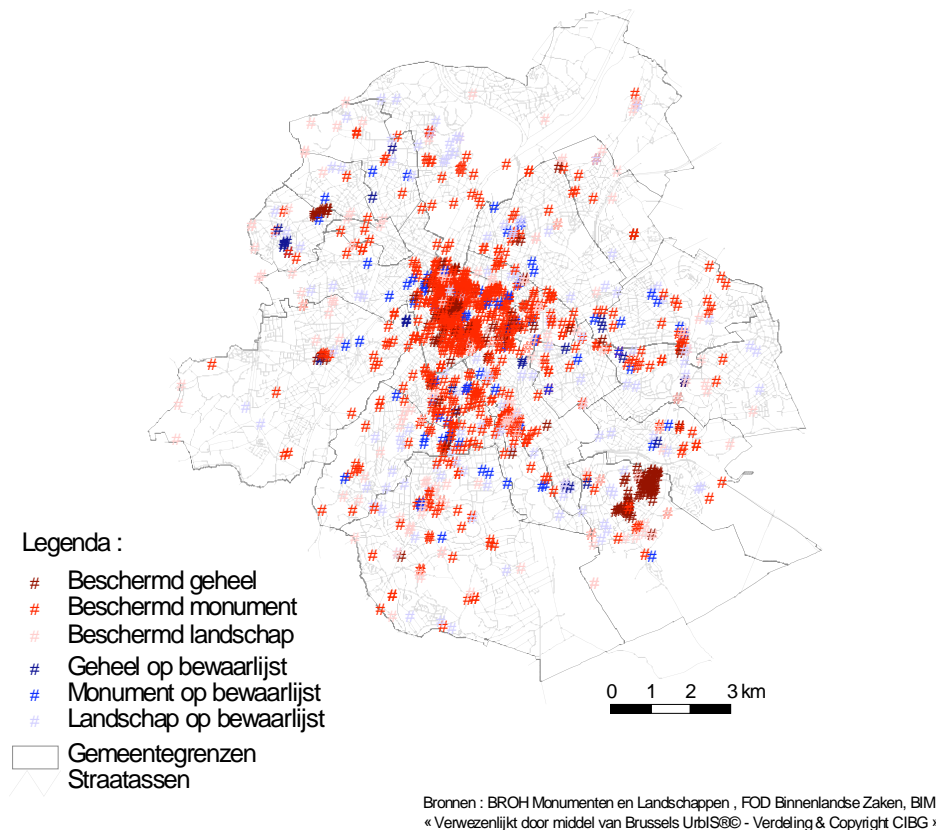 Legenda :
# Beschermd geheel
# Beschermd monument
# Beschermd landschap
# Geheel op bewaarlijst
# Monument op bewaarlijst
# Landschap op bewaarlijst
Gemeentegrenzen
Straatassen
0 1 2 3 km
Bronnen : BROH Monumenten en Landschappen , FOD Binnenlandse Zaken, BIM
« Verwezenlijkt door middel van Brussels UrbIS®© - Verdeling & Copyright CIBG »